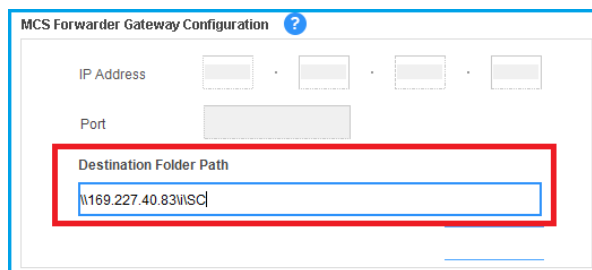 MCS Forwarder Gateway Configuration ?
IP Address . . .
Port
Destination Folder Path
\\169.227.40.83\i\SC